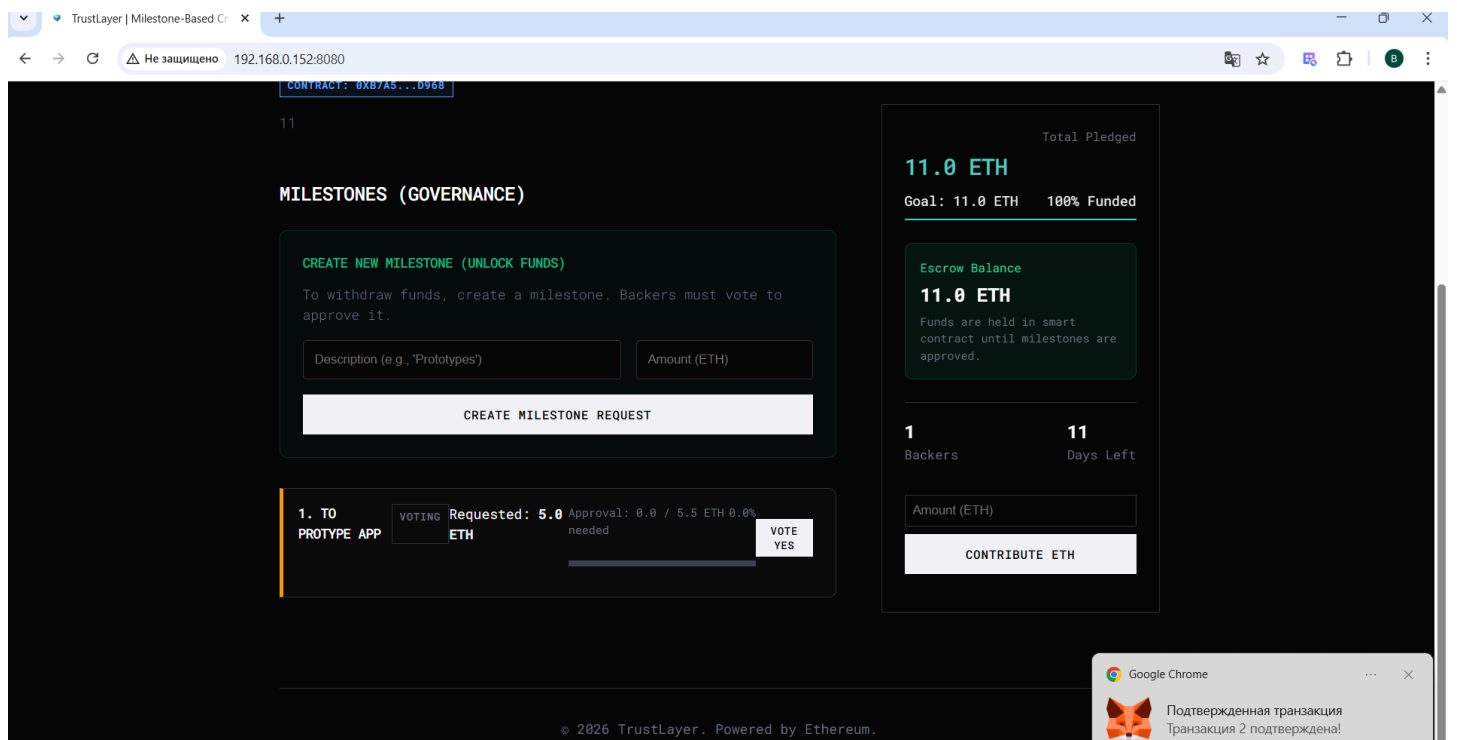 TrustLayer | Milestone-Based Cr
Не защищено
192.168.0.152:8080
B
CONTRACT: 0XB7A5...D968
11
MILESTONES (GOVERNANCE)
CREATE NEW MILESTONE (UNLOCK FUNDS)
To withdraw funds, create a milestone. Backers must vote to
approve it.
Description (e.g., 'Prototypes')
Amount (ETH)
CREATE MILESTONE REQUEST
1. TO
PROTYPE APP
VOTING
Requested: 5.0
ETH
Approval: 0.0 / 5.5 ETH 0.0%
needed
VOTE
YES
Total Pledged
11.0 ETH
Goal: 11.0 ETH
100% Funded
Escrow Balance
11.0 ETH
Funds are held in smart
contract until milestones are
approved.
1
Backers
11
Days Left
Amount (ETH)
CONTRIBUTE ETH
© 2026 TrustLayer. Powered by Ethereum.
Google Chrome
Подтвержденная транзакция
Транзакция 2 подтверждена!